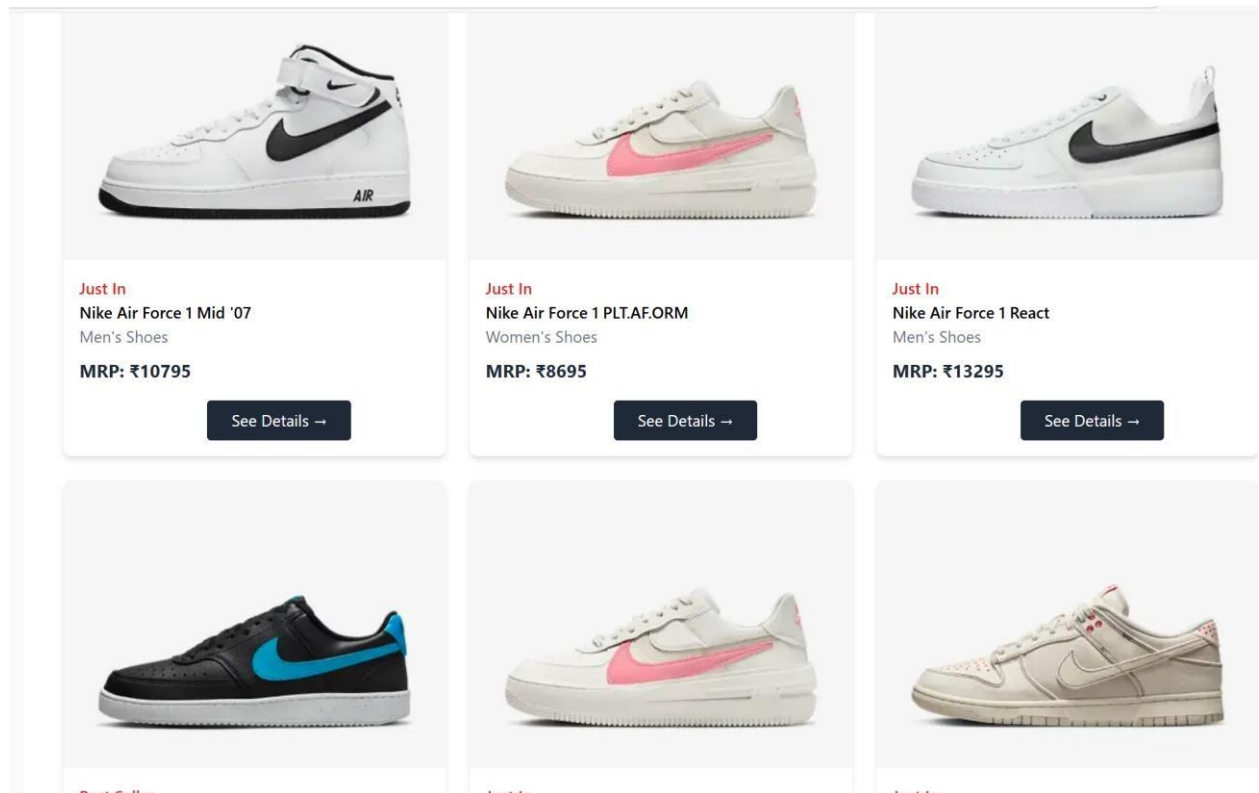 AIR
Just In
Nike Air Force 1 Mid '07
Men's Shoes
MRP: ₹10795
See Details →
Just In
Nike Air Force 1 PLT.AF.ORM
Women's Shoes
MRP: ₹8695
See Details →
Just In
Nike Air Force 1 React
Men's Shoes
MRP: ₹13295
See Details →